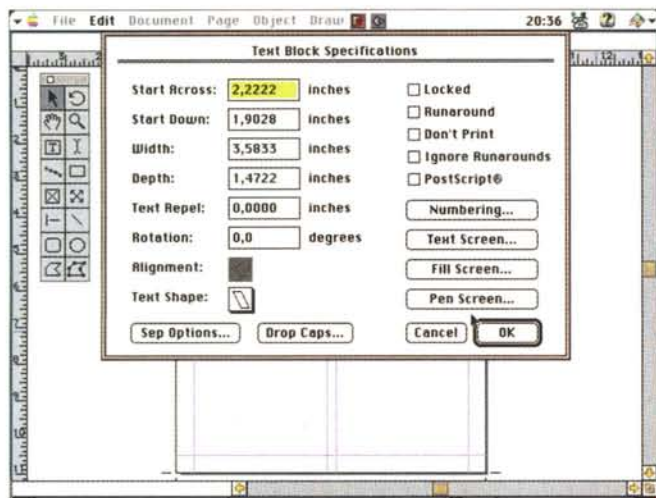 File Edit Document Page Object Draw 20:36
Text Block Specifications
Start Across: 2,2222 inches
Start Down: 1,9028 inches
Width: 3,5833 inches
Depth: 1,4722 inches
Text Repel: 0,0000 inches
Rotation: 0,0 degrees
Alignment:
Text Shape:
Sep Options... Drop Caps...
Locked
Runaround
Don't Print
Ignore Runarounds
PostScript®
Numbering...
Text Screen...
Fill Screen...
Pen Screen...
Cancel OK